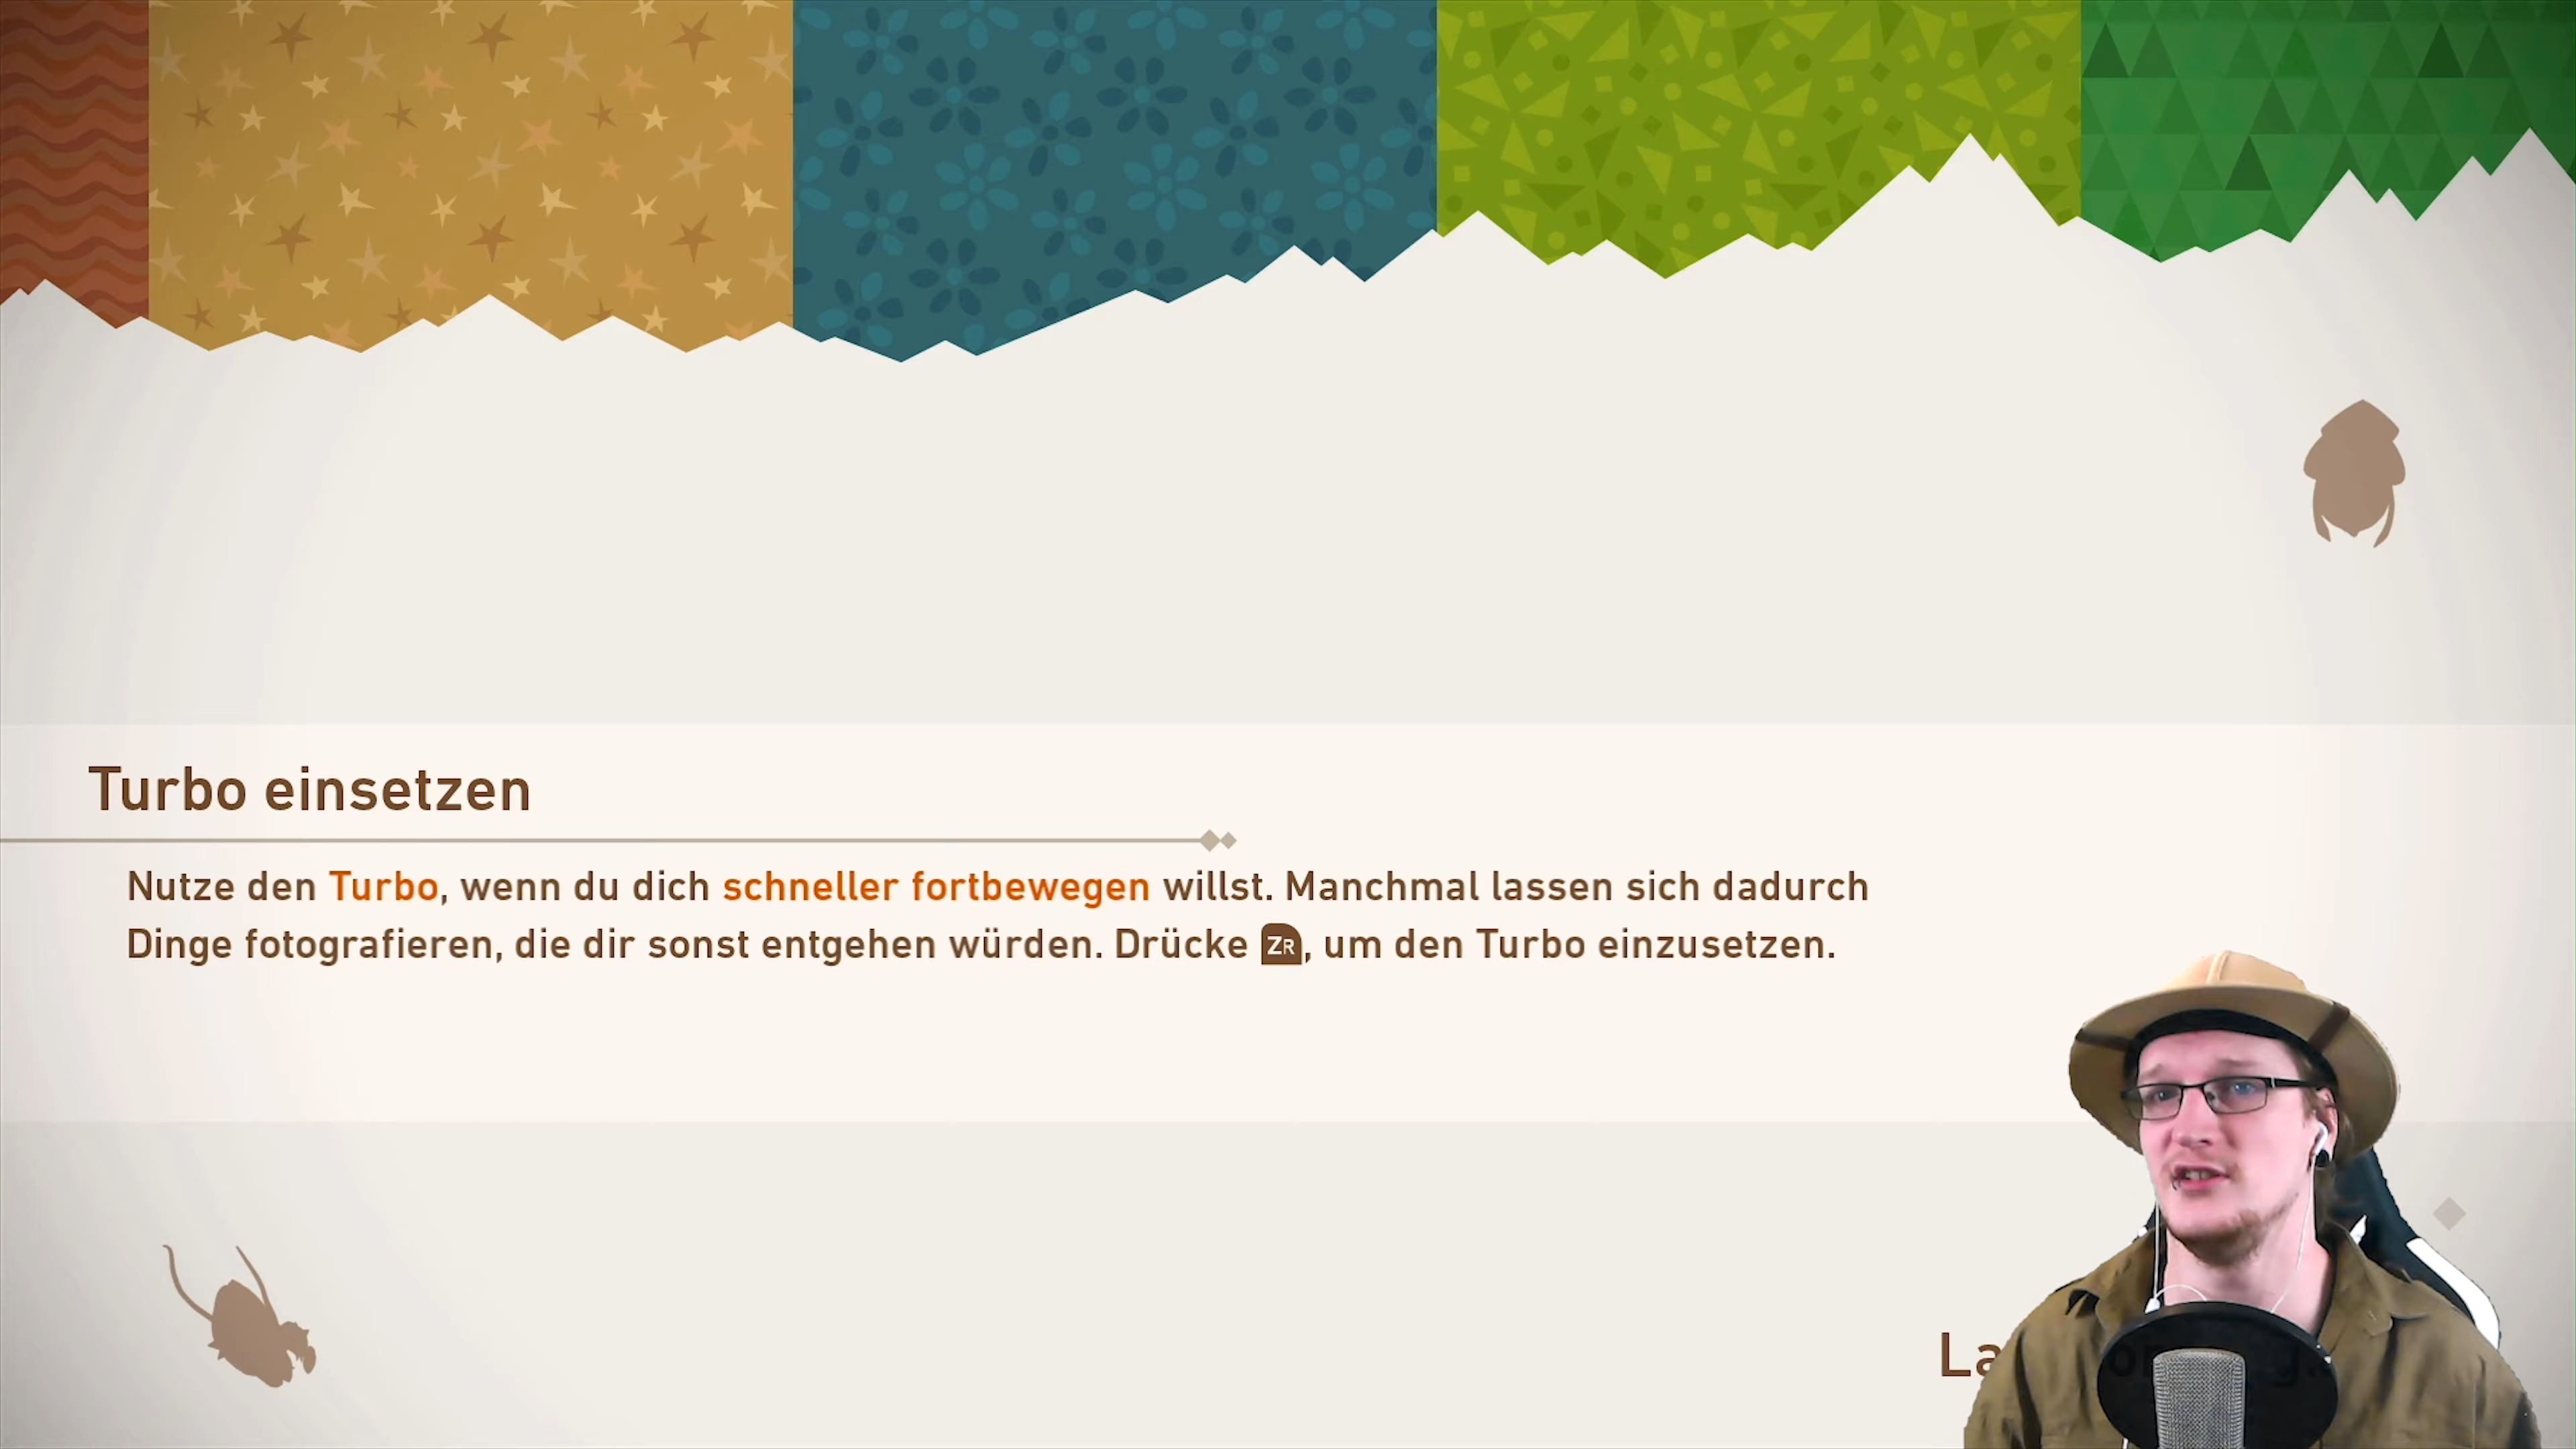 Turbo einsetzen
Nutze den Turbo, wenn du dich schneller fortbewegen willst. Manchmal lassen sich dadurch
Dinge fotografieren, die dir sonst entgehen würden. Drücke ZR, um den Turbo einzusetzen.